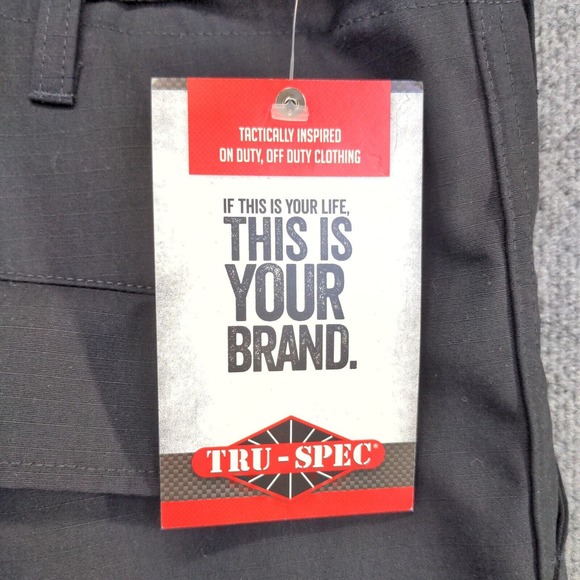 TACTICALLY INSPIRED
ON DUTY, OFF DUTY CLOTHING
IF THIS IS YOUR LIFE,
THIS IS
YOUR
BRAND.
TRU-SPEC®